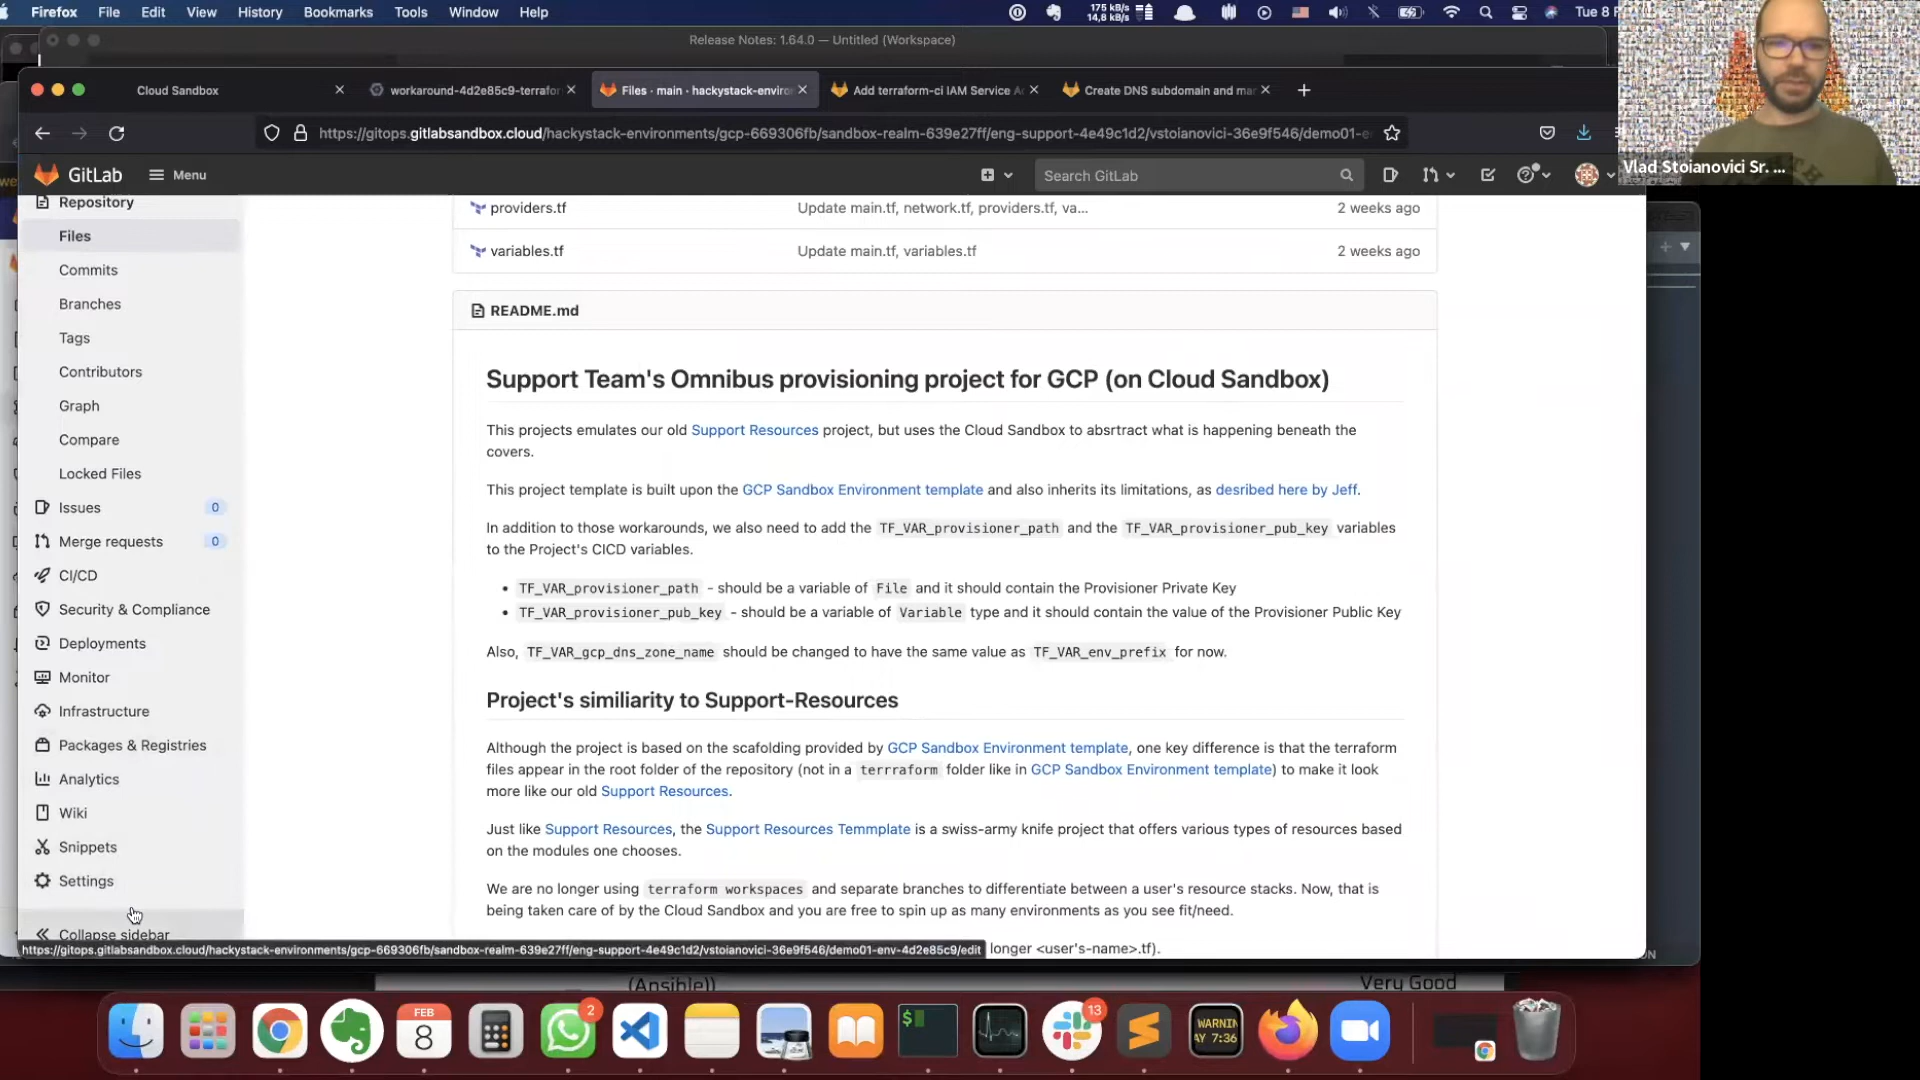 Firefox File Edit View History Bookmarks Tools Window Help
175 kB/s
14,8 kB/s
Tue 8 F
Release Notes: 1.64.0 — Untitled (Workspace)
Cloud Sandbox
workaround-4d2e85c9-terrafor
Files · main · hackystack-enviro
Add terraform-ci IAM Service A
Create DNS subdomain and ma
https://gitops.gitlabsandbox.cloud/hackystack-environments/gcp-669306fb/sandbox-realm-639e27ff/eng-support-4e49c1d2/vstoianovici-36e9f546/demo01-e
Vlad Stoianovici Sr. ...
GitLab
Menu
Search GitLab
Repository
Files
Commits
Branches
Tags
Contributors
Graph
Compare
Locked Files
Issues 0
Merge requests 0
CI/CD
Security & Compliance
Deployments
Monitor
Infrastructure
Packages & Registries
Analytics
Wiki
Snippets
Settings
Collapse sidebar
providers.tf Update main.tf, network.tf, providers.tf, va... 2 weeks ago
variables.tf Update main.tf, variables.tf 2 weeks ago
README.md
Support Team's Omnibus provisioning project for GCP (on Cloud Sandbox)
This projects emulates our old Support Resources project, but uses the Cloud Sandbox to absrtract what is happening beneath the
covers.
This project template is built upon the GCP Sandbox Environment template and also inherits its limitations, as desribed here by Jeff.
In addition to those workarounds, we also need to add the TF_VAR_provisioner_path and the TF_VAR_provisioner_pub_key variables
to the Project's CICD variables.
• TF_VAR_provisioner_path - should be a variable of File and it should contain the Provisioner Private Key
• TF_VAR_provisioner_pub_key - should be a variable of Variable type and it should contain the value of the Provisioner Public Key
Also, TF_VAR_gcp_dns_zone_name should be changed to have the same value as TF_VAR_env_prefix for now.
Project's similiarity to Support-Resources
Although the project is based on the scafolding provided by GCP Sandbox Environment template, one key difference is that the terraform
files appear in the root folder of the repository (not in a terrraform folder like in GCP Sandbox Environment template) to make it look
more like our old Support Resources.
Just like Support Resources, the Support Resources Temmplate is a swiss-army knife project that offers various types of resources based
on the modules one chooses.
We are no longer using terraform workspaces and separate branches to differentiate between a user's resource stacks. Now, that is
being taken care of by the Cloud Sandbox and you are free to spin up as many environments as you see fit/need.
longer <user's-name>.tf).
https://gitops.gitlabsandbox.cloud/hackystack-environments/gcp-669306fb/sandbox-realm-639e27ff/eng-support-4e49c1d2/vstoianovici-36e9f546/demo01-env-4d2e85c9/edit
(Ansible))
Very Good
FEB
8
2
13
$
WARNIN
AY 7:36